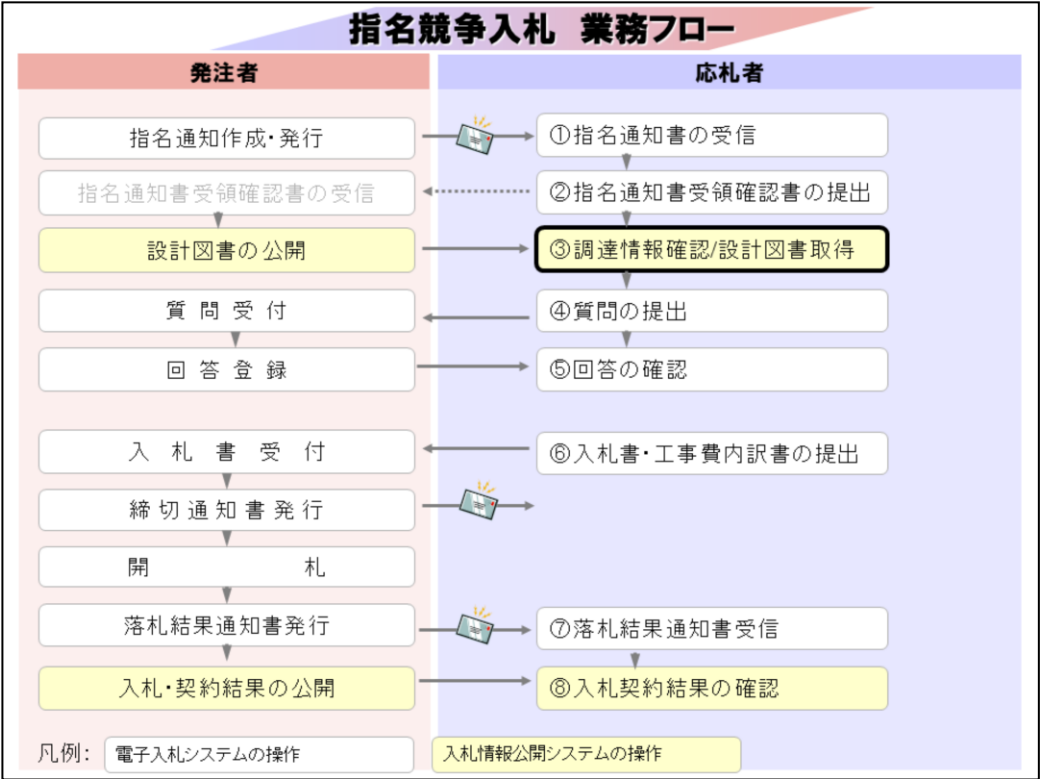 指名競争入札 業務フロー
発注者 応札者
指名通知作成・発行 ①指名通知書の受信
指名通知書受領確認書の受信 ②指名通知書受領確認書の提出
設計図書の公開 ③調達情報確認/設計図書取得
質問受付 ④質問の提出
回答登録 ⑤回答の確認
入札書受付 ⑥入札書・工事費内訳書の提出
締切通知書発行
開札
落札結果通知書発行 ⑦落札結果通知書受信
入札・契約結果の公開 ⑧入札契約結果の確認
凡例: 電子入札システムの操作 入札情報公開システムの操作